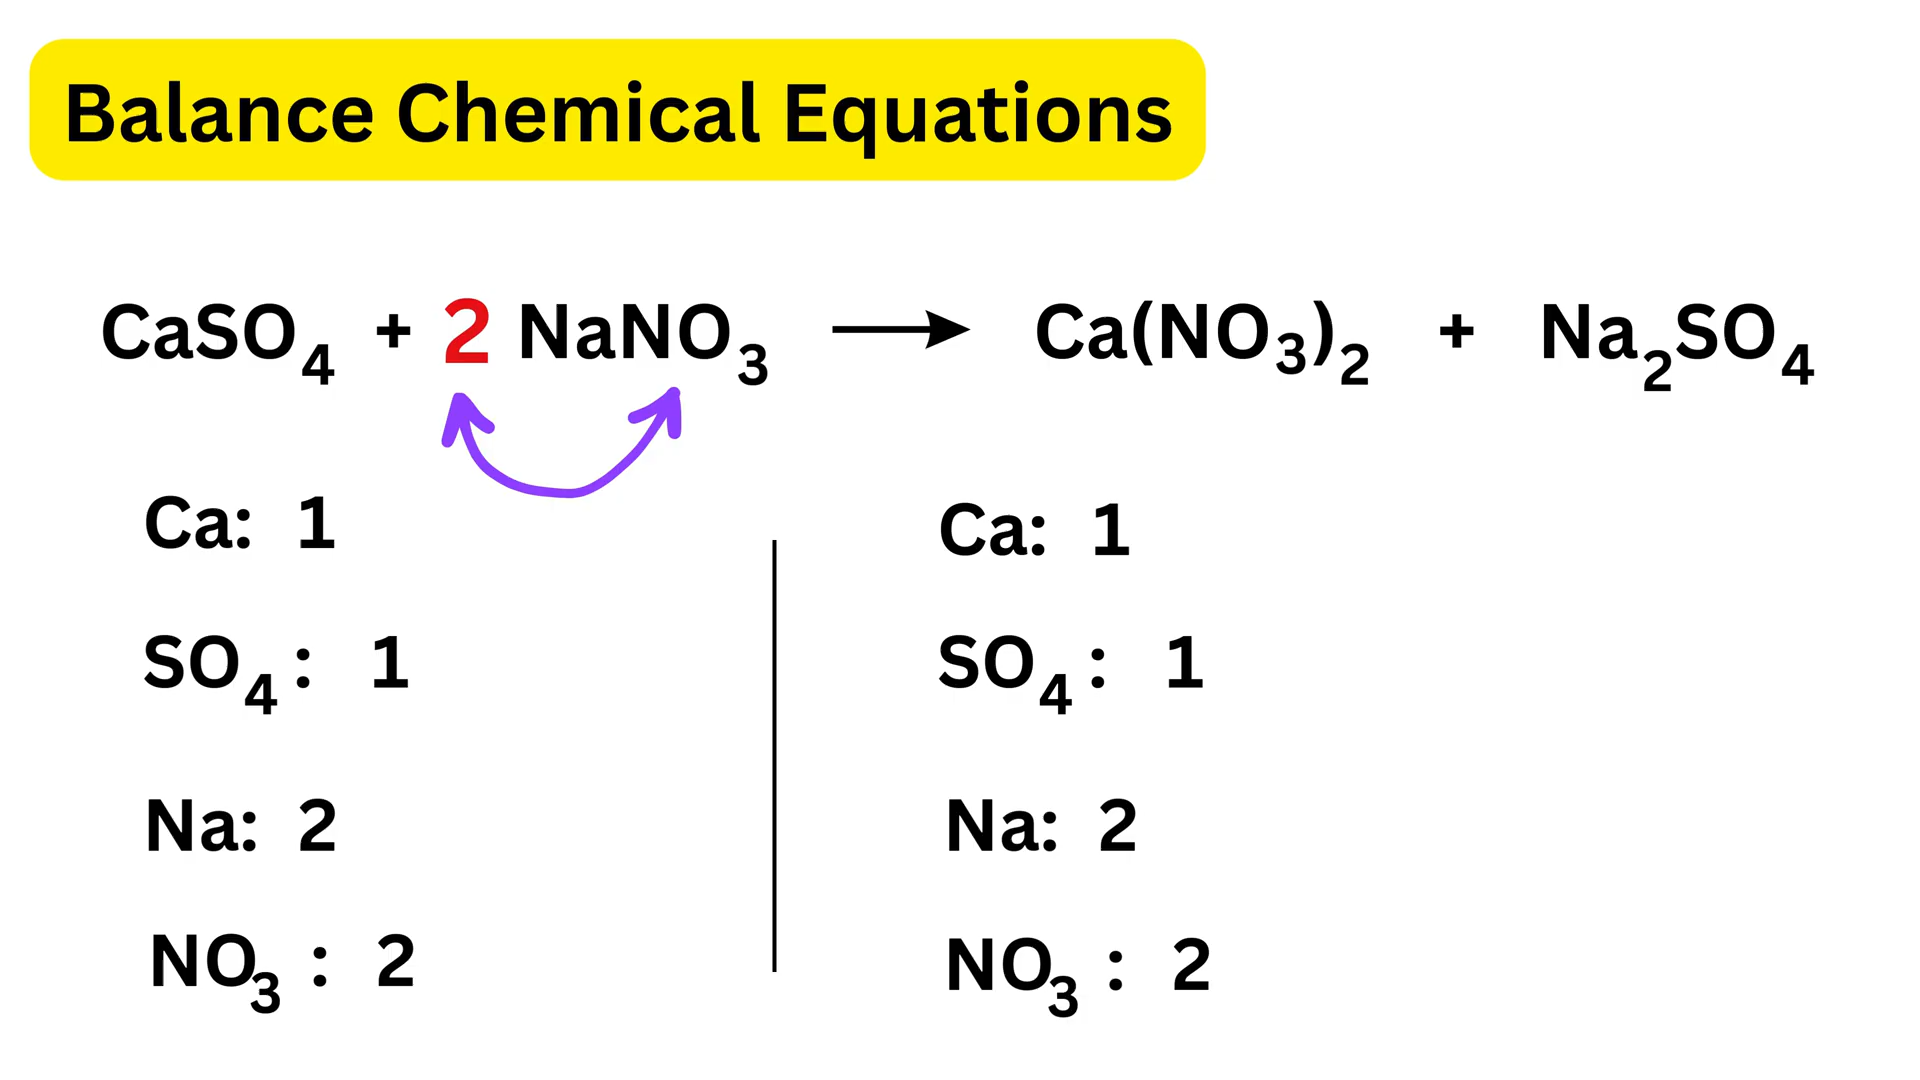 Balance Chemical Equations
CaSO₄ + 2 NaNO₃ → Ca(NO₃)₂ + Na₂SO₄
Ca: 1
Ca: 1
SO₄ : 1
SO₄ : 1
Na: 2
Na: 2
NO₃ : 2
NO₃ : 2